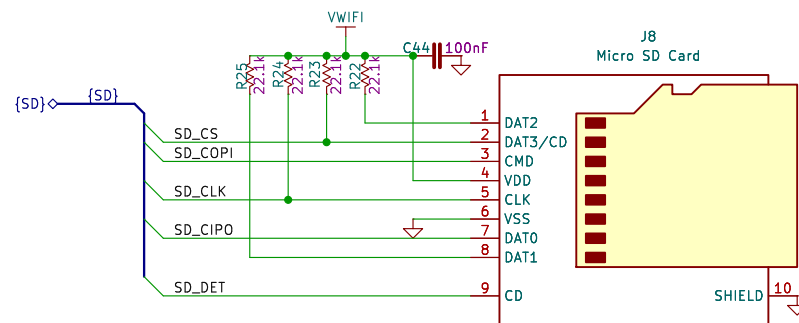 VWIFI
J8
Micro SD Card
C44 100nF
R25 22.1k
R24 22.1k
R23 22.1k
R22 22.1k
{SD} {SD}
1 DAT2
SD_CS 2 DAT3/CD
SD_COPI 3 CMD
4 VDD
SD_CLK 5 CLK
6 VSS
SD_CIPO 7 DAT0
8 DAT1
SD_DET 9 CD
SHIELD 10